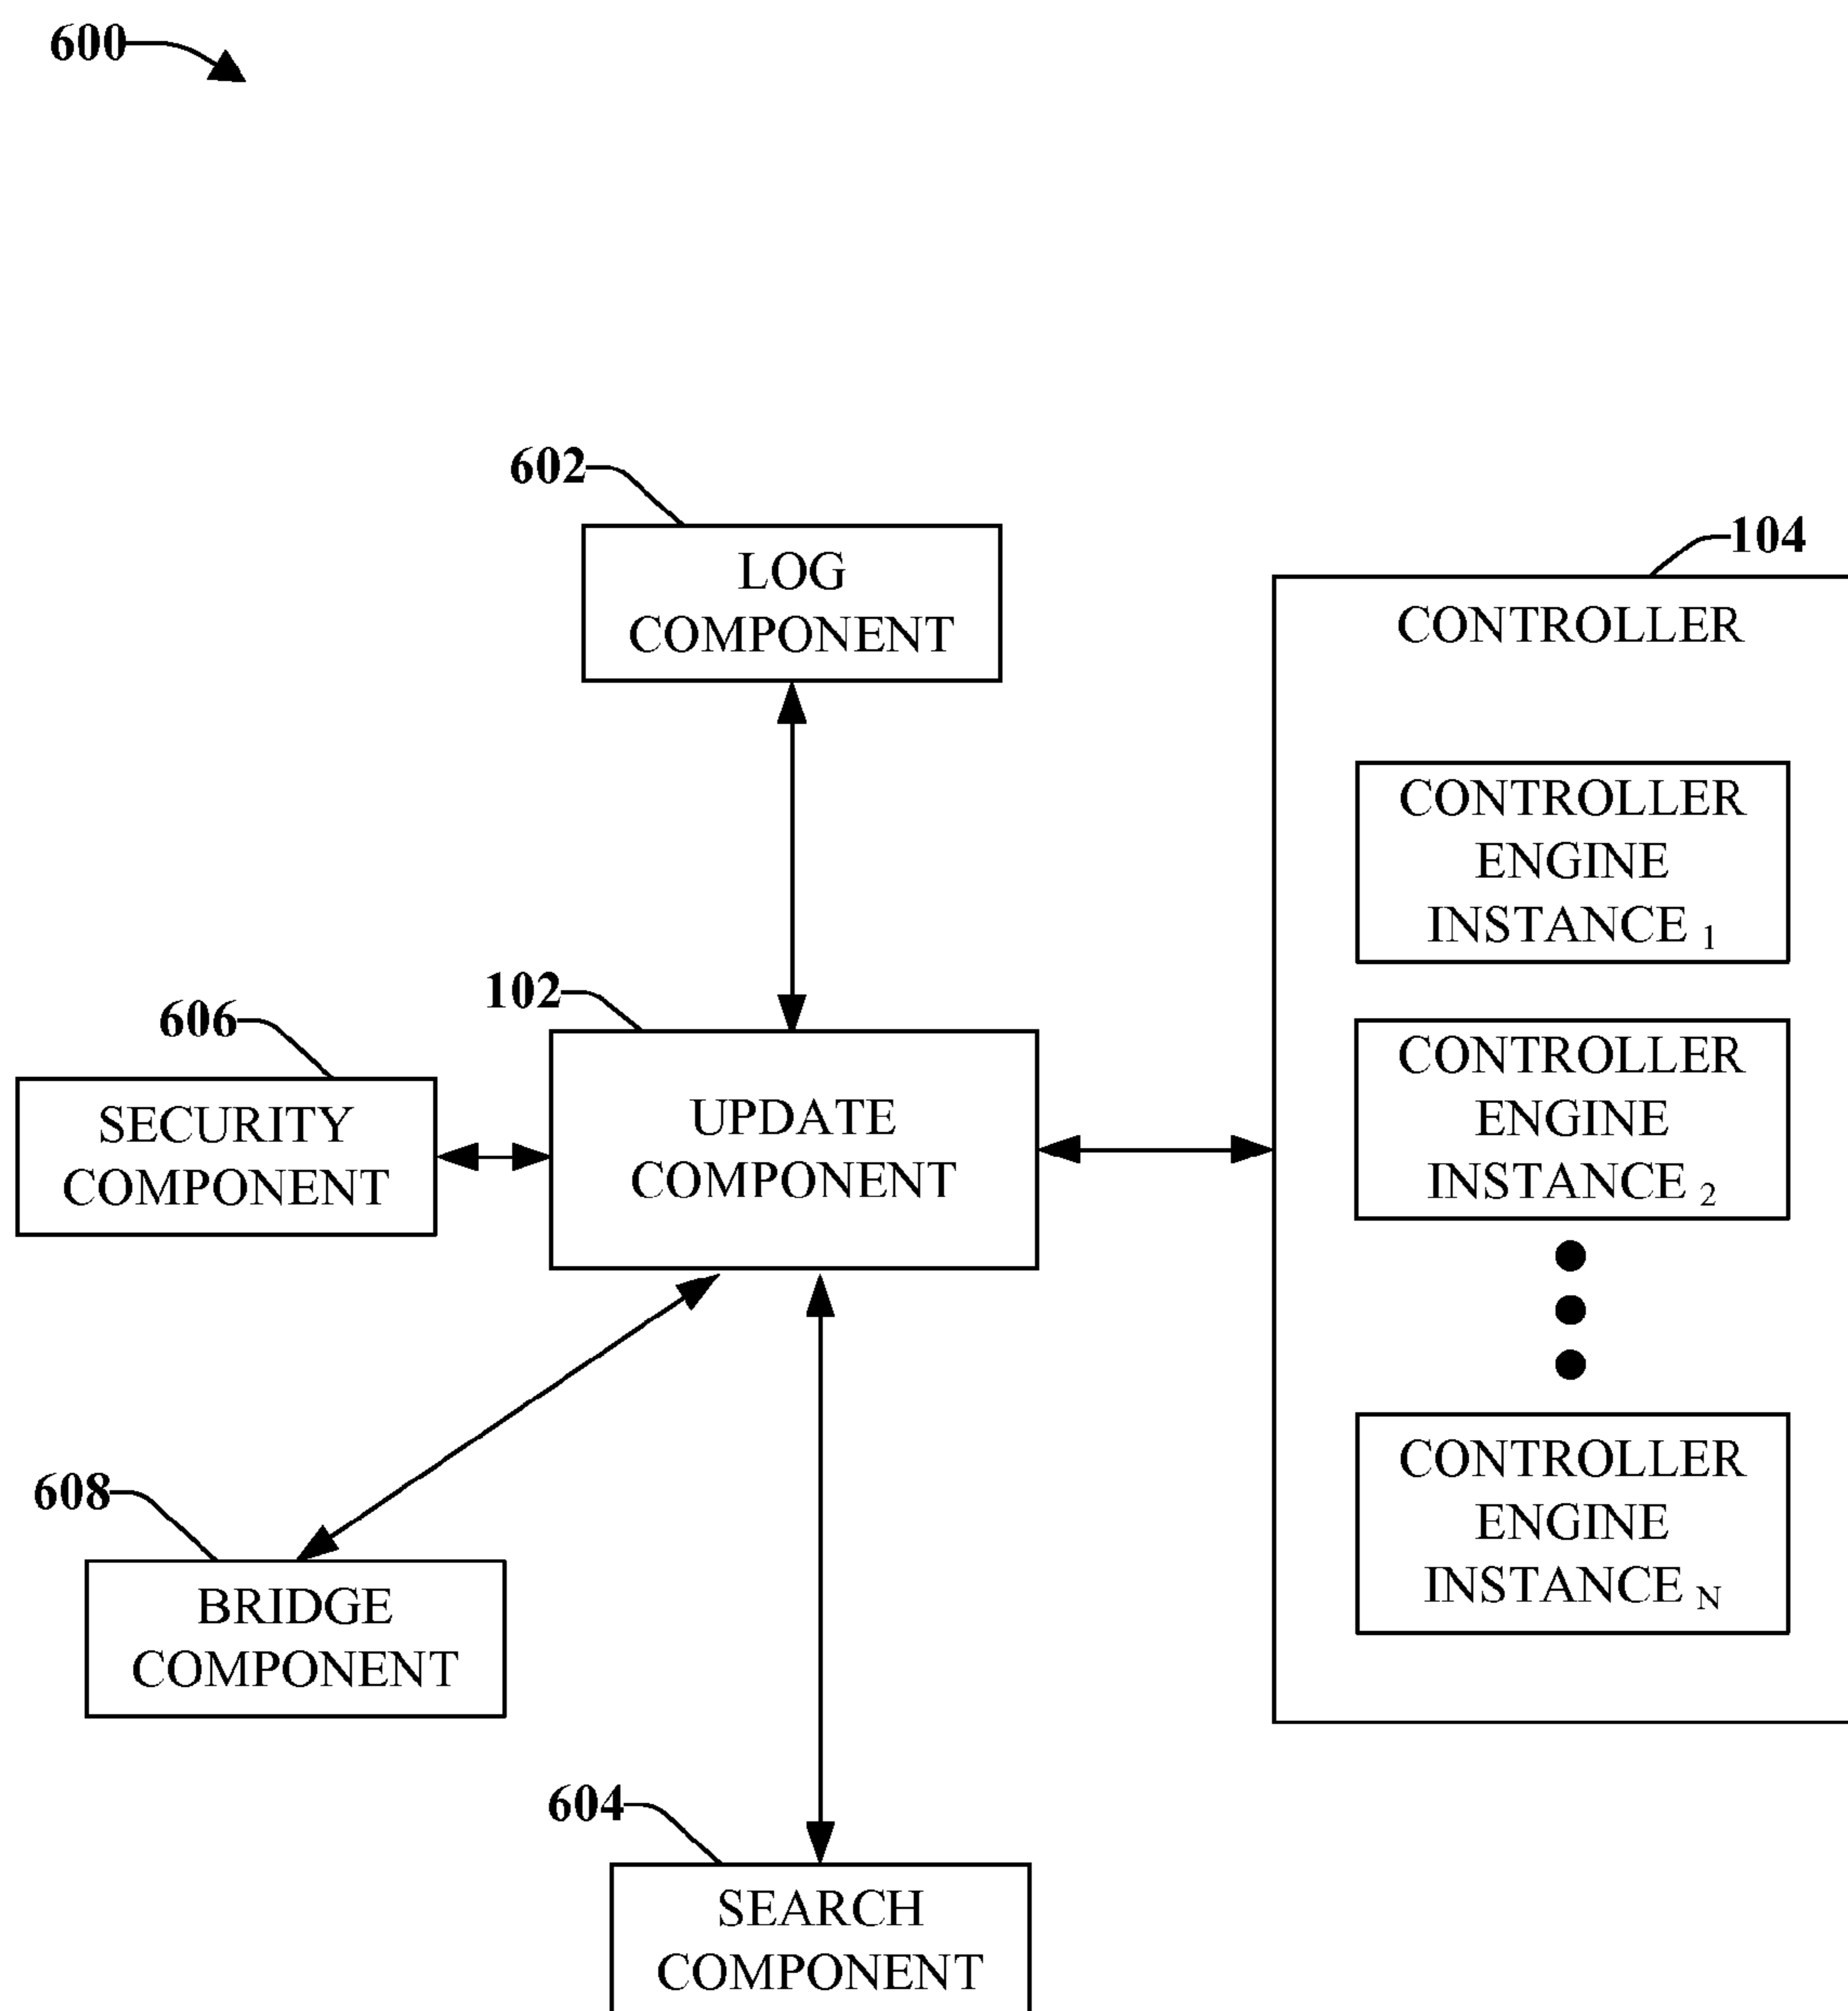 600
602
LOG
COMPONENT
104
CONTROLLER
CONTROLLER
ENGINE
INSTANCE 1
102
606
CONTROLLER
ENGINE
INSTANCE 2
SECURITY
COMPONENT
UPDATE
COMPONENT
608
BRIDGE
COMPONENT
CONTROLLER
ENGINE
INSTANCE N
604
SEARCH
COMPONENT